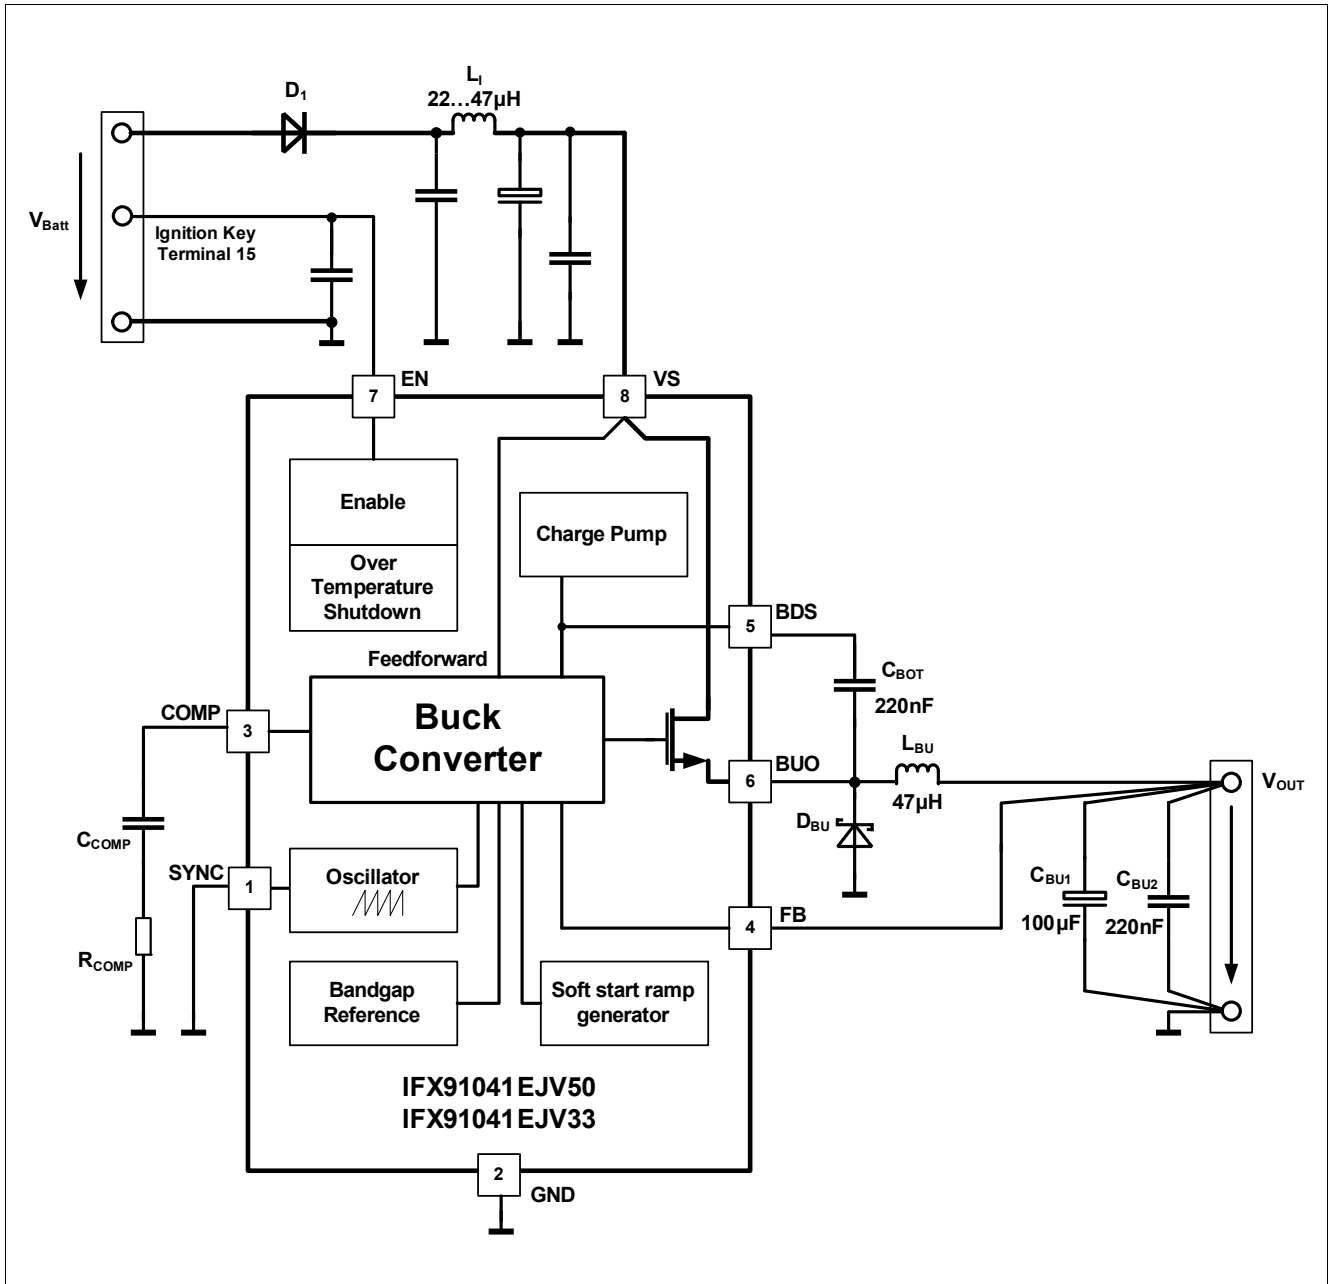 D1
LI
22...47µH
VBatt
Ignition Key
Terminal 15
7
EN
8
VS
Enable
Over
Temperature
Shutdown
Charge Pump
5
BDS
Feedforward
CBOT
220nF
COMP
3
Buck
Converter
LBU
47µH
6
BUO
VOUT
DBU
CCOMP
SYNC
1
Oscillator
4
FB
CBU1
100µF
CBU2
220nF
RCOMP
Bandgap
Reference
Soft start ramp
generator
IFX91041EJV50
IFX91041EJV33
2
GND